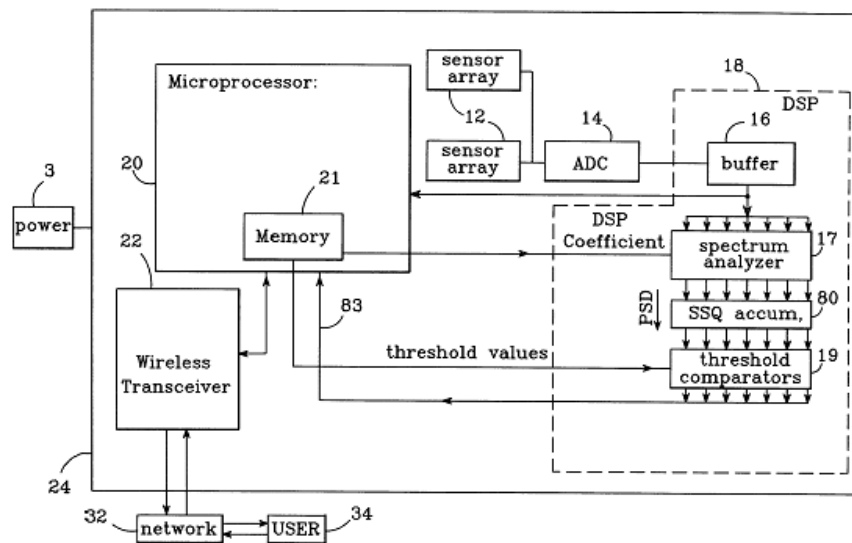 sensor
array
18
Microprocessor:
DSP
12
14
16
sensor
array
ADC
buffer
20
3
21
power
Memory
DSP
Coefficient
spectrum
analyzer
17
22
83
PSD
SSQ accum,
80
Wireless
Transceiver
threshold values
threshold
comparators
19
24
32
network
USER
34